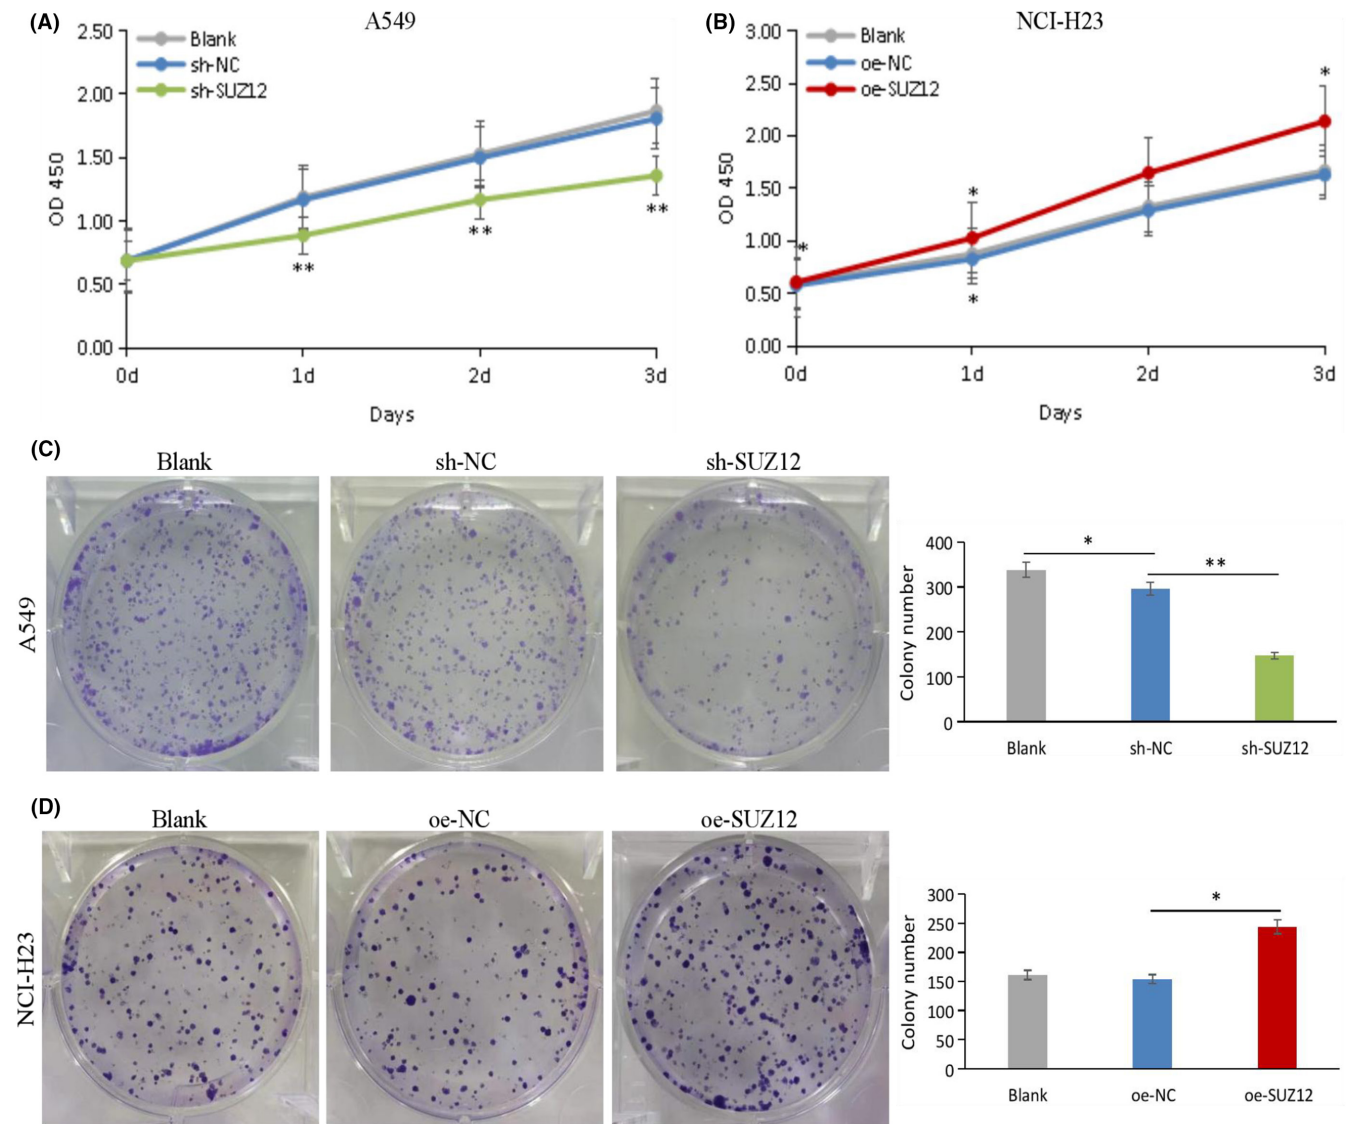 (A)
A549
2.50
2.00
1.50
1.00
0.50
0.00
OD 450
Blank
sh-NC
sh-SUZ12
**
**
**
0d
1d
2d
3d
Days
(B)
NCI-H23
3.00
2.50
2.00
1.50
1.00
0.50
0.00
OD 450
Blank
oe-NC
oe-SUZ12
*
*
*
*
0d
1d
2d
3d
Days
(C)
Blank
sh-NC
sh-SUZ12
A549
Colony number
400
300
200
100
0
*
**
Blank
sh-NC
sh-SUZ12
(D)
Blank
oe-NC
oe-SUZ12
NCI-H23
Colony number
300
250
200
150
100
50
0
*
Blank
oe-NC
oe-SUZ12